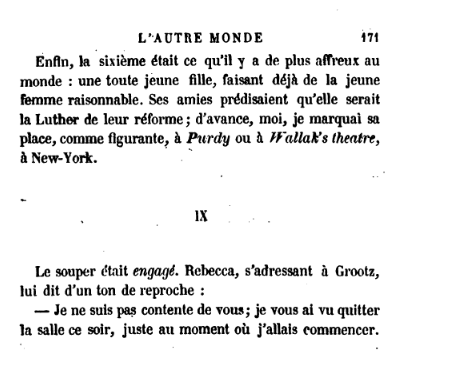 L'AUTRE MONDE 171
Enfin, la sixième était ce qu'il y a de plus affreux au
monde : une toute jeune fille, faisant déjà de la jeune
femme raisonnable. Ses amies prédisaient qu'elle serait
la Luther de leur réforme ; d'avance, moi, je marquai sa
place, comme figurante, à Purdy ou à Wallak's theatre,
à New-York.
IX
Le souper était engagé. Rebecca, s'adressant à Grootz,
lui dit d'un ton de reproche :
— Je ne suis pas contente de vous ; je vous ai vu quitter
la salle ce soir, juste au moment où j'allais commencer.